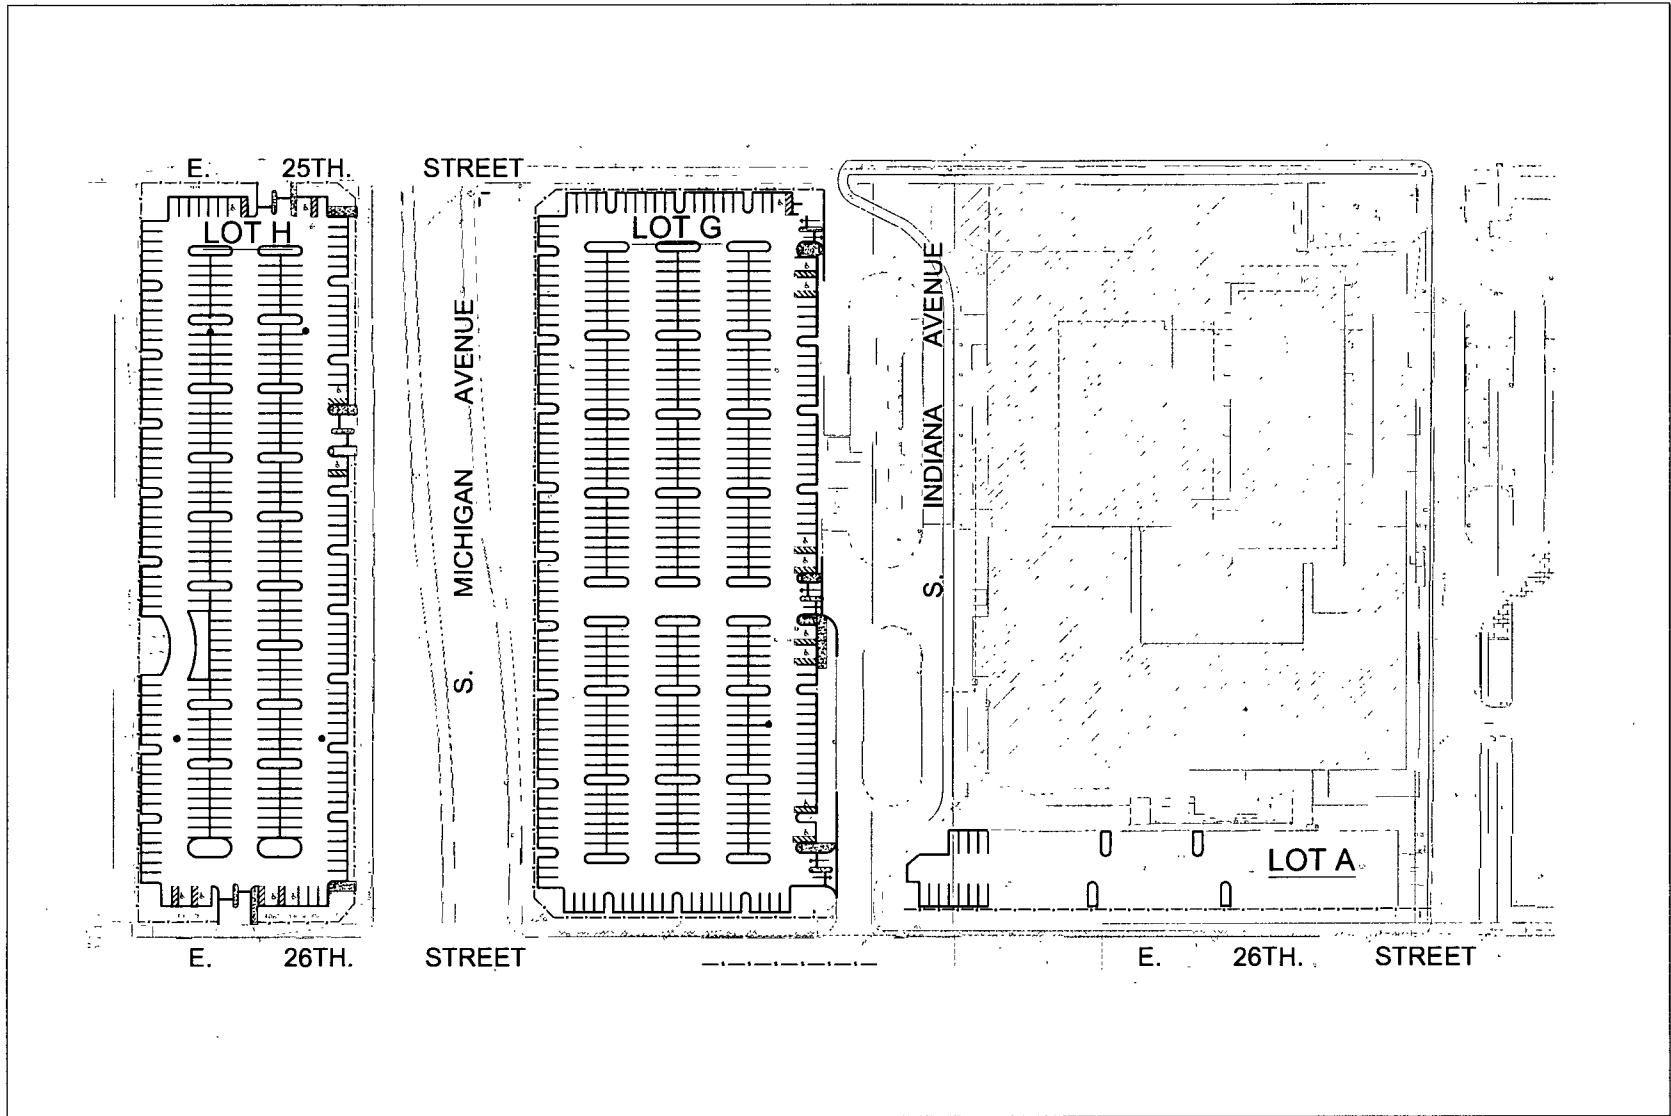 E. 25TH. STREET
LOT H
LOT G
S. MICHIGAN AVENUE
S. INDIANA AVENUE
LOT A
E. 26TH. STREET
E. 26TH. STREET